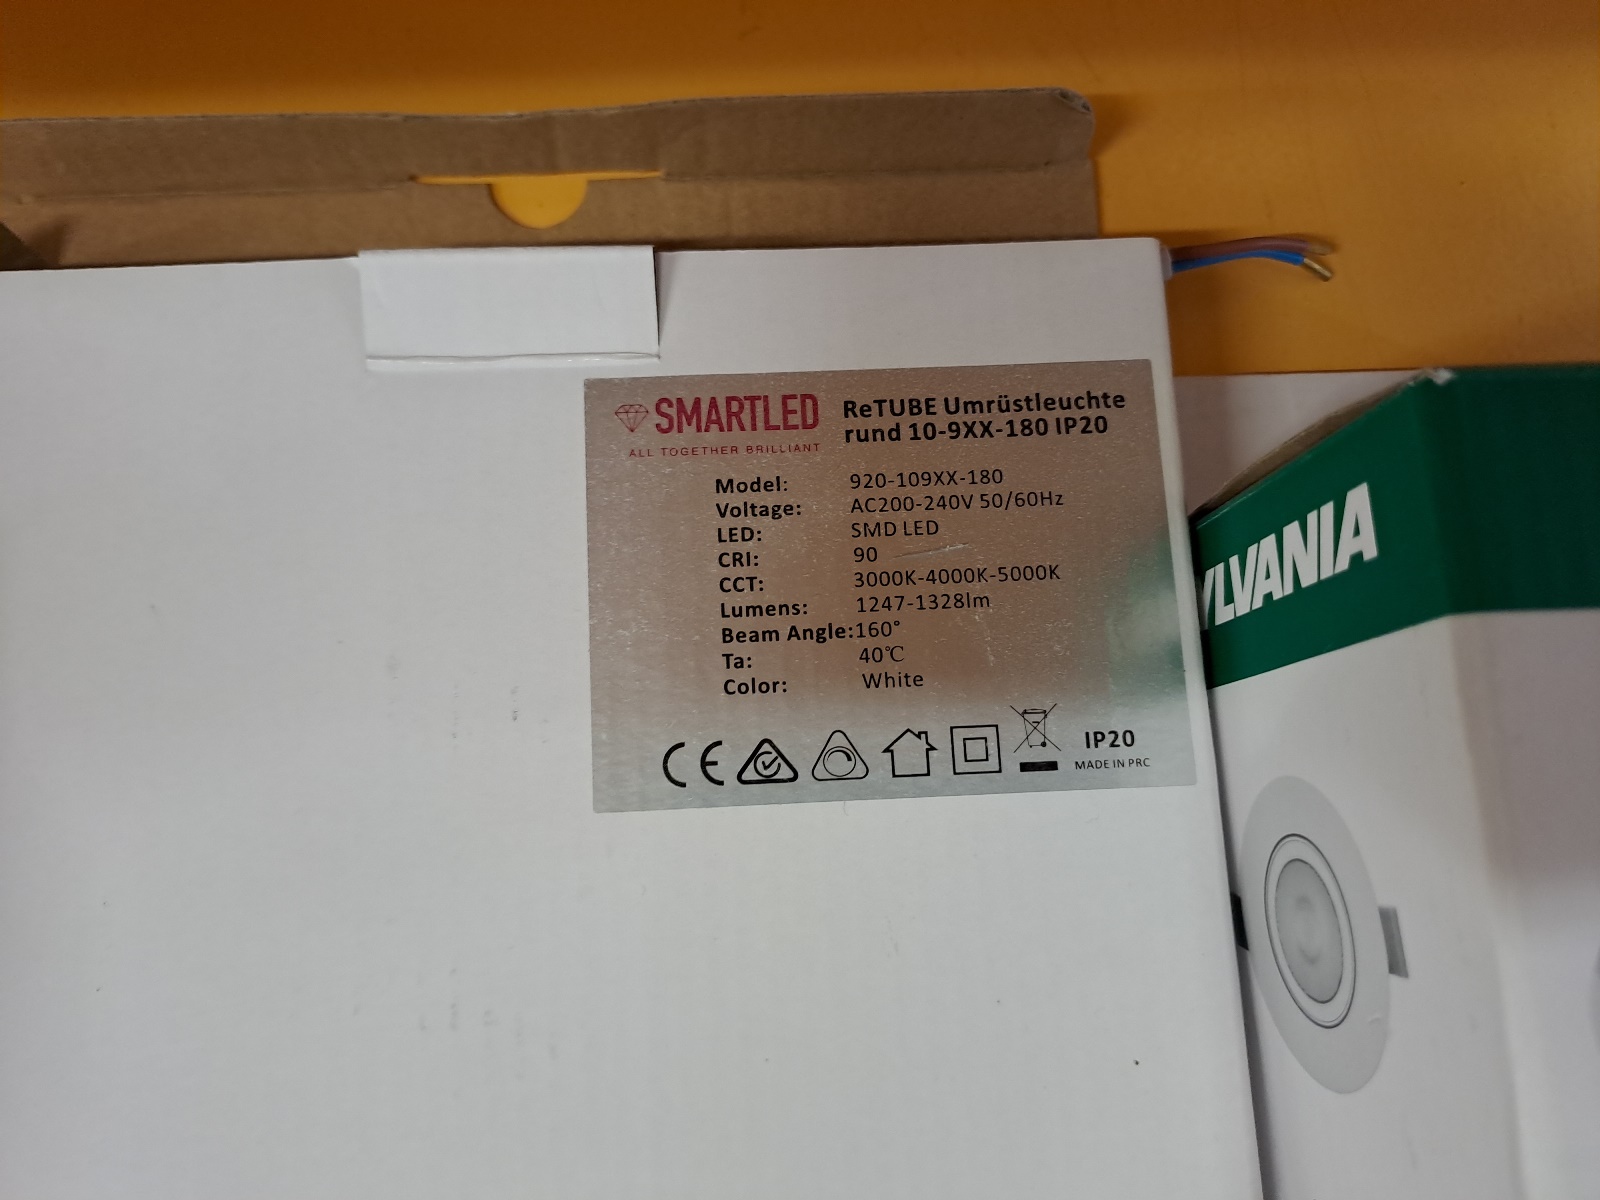 SMARTLED
ALL TOGETHER BRILLIANT
ReTUBE Umrüstleuchte
rund 10-9XX-180 IP20
Model: 920-109XX-180
Voltage: AC200-240V 50/60Hz
LED: SMD LED
CRI: 90
CCT: 3000K-4000K-5000K
Lumens: 1247-1328lm
Beam Angle: 160°
Ta: 40℃
Color: White
CE
IP20
MADE IN PRC
YLVANIA